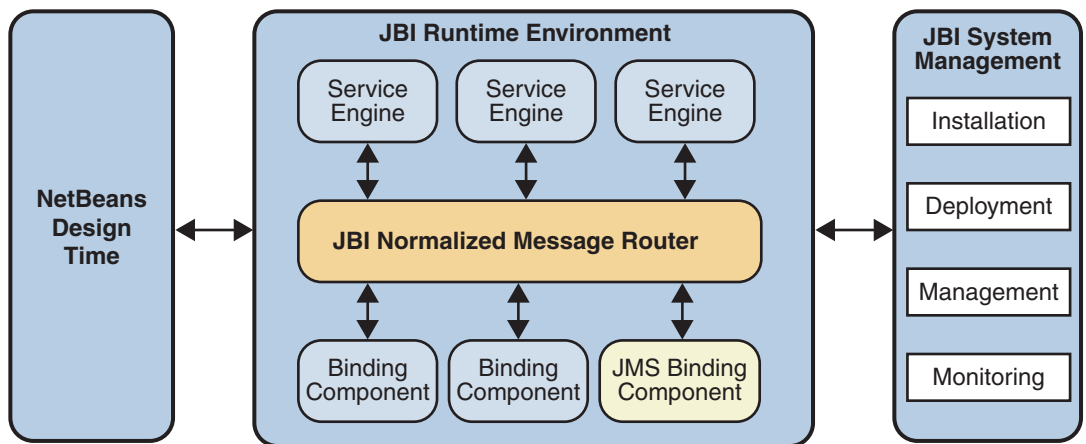 NetBeans
Design
Time
JBI Runtime Environment
Service
Engine
Service
Engine
Service
Engine
JBI Normalized Message Router
Binding
Component
Binding
Component
JMS Binding
Component
JBI System
Management
Installation
Deployment
Management
Monitoring